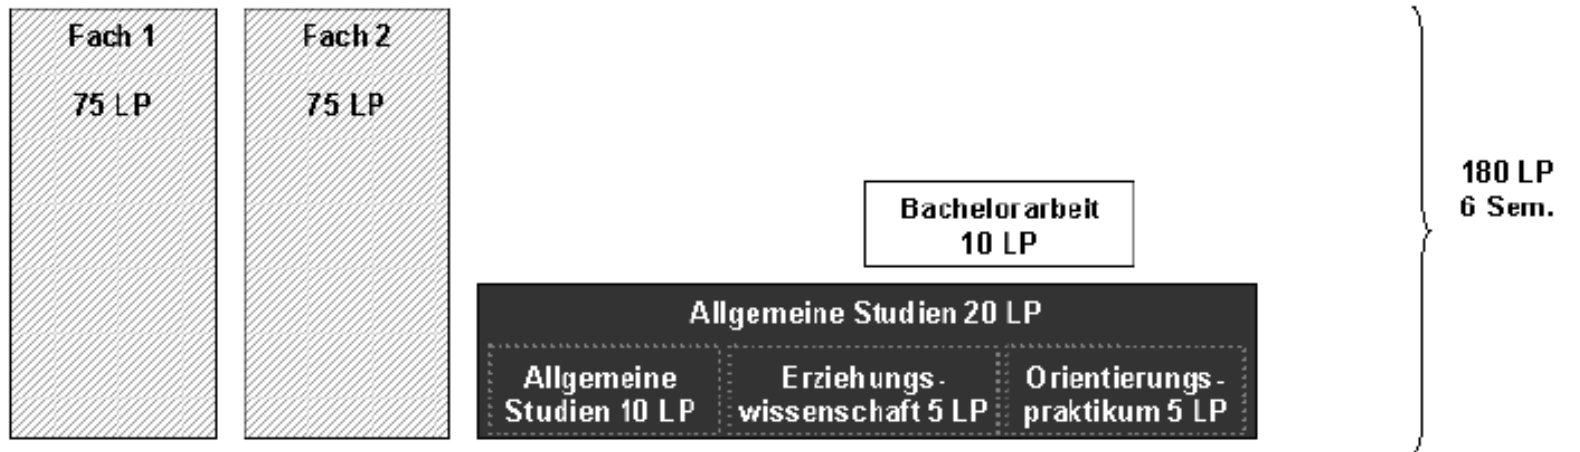 Fach 1
75 LP
Fach 2
75 LP
Bachelorarbeit
10 LP
Allgemeine Studien 20 LP
Allgemeine
Studien 10 LP
Erziehungs-
wissenschaft 5 LP
Orientierungs-
praktikum 5 LP
180 LP
6 Sem.